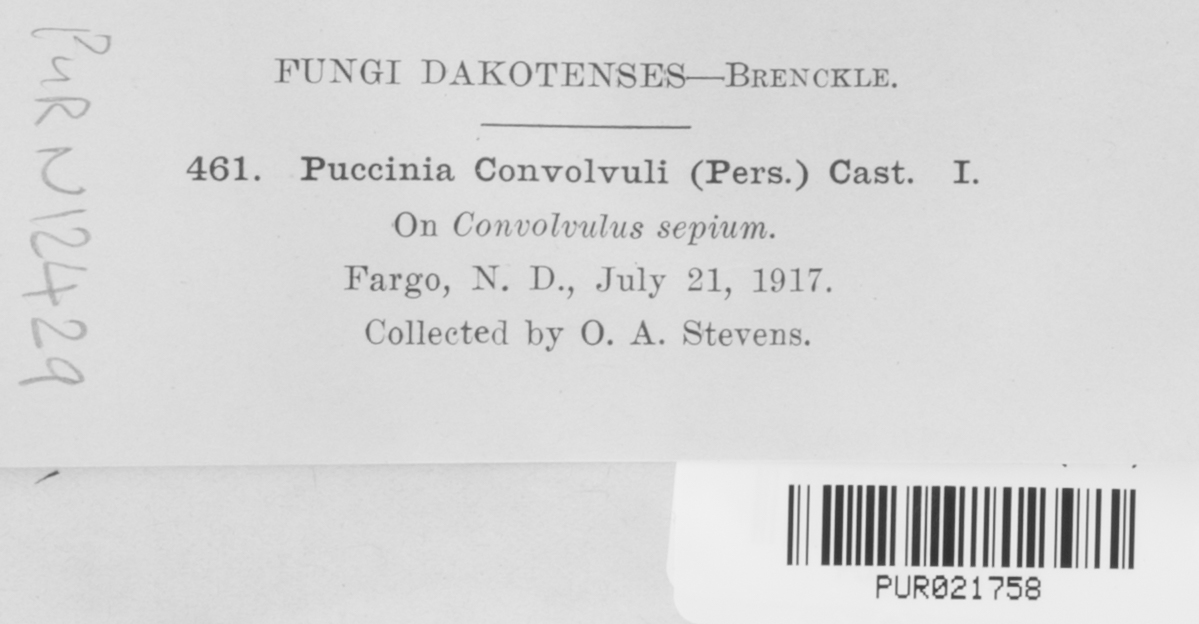 FUNGI DAKOTENSES—BRENCKLE.
461. Puccinia Convolvuli (Pers.) Cast. I.
On Convolvulus sepium.
Fargo, N. D., July 21, 1917.
Collected by O. A. Stevens.
PUR N12429
PUR021758